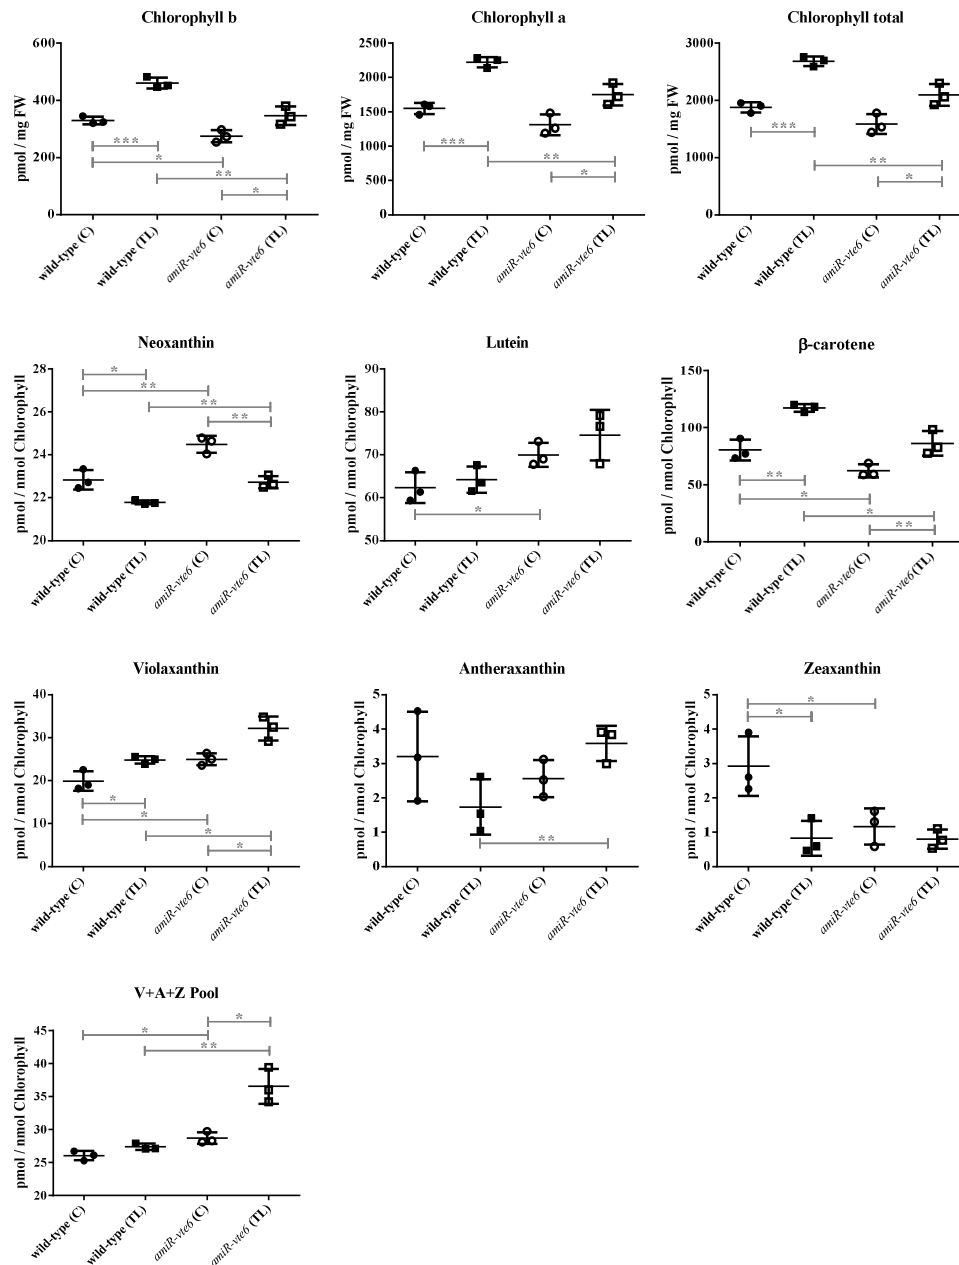 Chlorophyll b
Chlorophyll a
Chlorophyll total
pmol / mg FW
600
400
200
0
***
*
**
*
wild-type (C)
wild-type (TL)
amiR-vte6 (C)
amiR-vte6 (TL)
pmol / mg FW
2500
2000
1500
1000
500
0
***
**
*
wild-type (C)
wild-type (TL)
amiR-vte6 (C)
amiR-vte6 (TL)
pmol / mg FW
3000
2000
1000
0
***
**
*
wild-type (C)
wild-type (TL)
amiR-vte6 (C)
amiR-vte6 (TL)
Neoxanthin
Lutein
β-carotene
pmol / nmol Chlorophyll
28
26
24
22
20
*
**
**
**
wild-type (C)
wild-type (TL)
amiR-vte6 (C)
amiR-vte6 (TL)
pmol / nmol Chlorophyll
90
80
70
60
50
*
wild-type (C)
wild-type (TL)
amiR-vte6 (C)
amiR-vte6 (TL)
pmol / nmol Chlorophyll
150
100
50
0
**
*
*
**
wild-type (C)
wild-type (TL)
amiR-vte6 (C)
amiR-vte6 (TL)
Violaxanthin
Antheraxanthin
Zeaxanthin
pmol / nmol Chlorophyll
40
30
20
10
0
*
*
*
*
wild-type (C)
wild-type (TL)
amiR-vte6 (C)
amiR-vte6 (TL)
pmol / nmol Chlorophyll
5
4
3
2
1
0
**
wild-type (C)
wild-type (TL)
amiR-vte6 (C)
amiR-vte6 (TL)
pmol / nmol Chlorophyll
5
4
3
2
1
0
*
*
wild-type (C)
wild-type (TL)
amiR-vte6 (C)
amiR-vte6 (TL)
V+A+Z Pool
pmol / nmol Chlorophyll
45
40
35
30
25
20
*
*
**
wild-type (C)
wild-type (TL)
amiR-vte6 (C)
amiR-vte6 (TL)